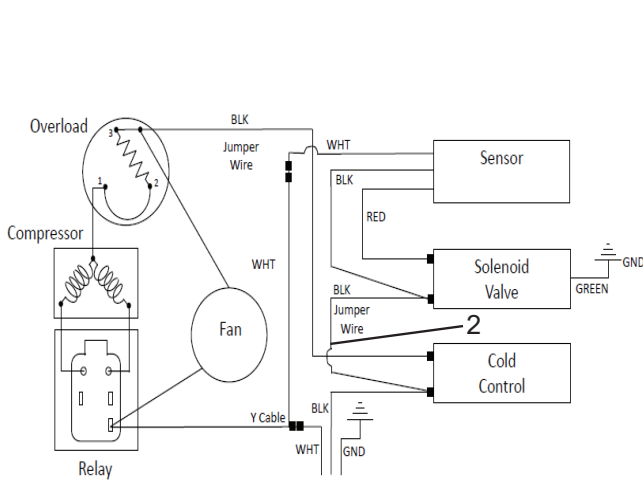 BLK
Overload
3
1
2
Jumper
Wire
WHT
Sensor
BLK
RED
Compressor
WHT
Solenoid
Valve
GND
GREEN
BLK
Jumper
Wire
2
Fan
Cold
Control
Y Cable
BLK
WHT
GND
Relay